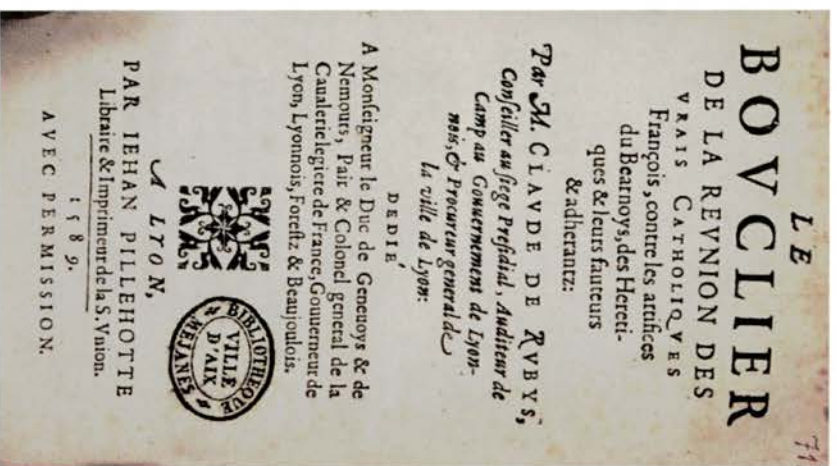 71
LE
BOVCLIER
DE LA REVNION DES
VRAIS CATHOLIQVES
François, contre les artifices
du Bearnoys, des Hereti-
ques & leurs fauteurs
& adherantz:
Par M. CLAVDE DE RVBYS,
Conſeiller au ſiege Preſidial, Auditeur de
Camp au Gouuernement de Lyon-
nois, & Procureur general de
la ville de Lyon:
DEDIÉ
A Monſeigneur le Duc de Geneuoys & de
Nemours, Pair & Colonel general de la
Caualerie legiere de France, Gouuerneur de
Lyon, Lyonnois, Foreſtz & Beaujoulois.
BIBLIOTHEQUE MEJANES
VILLE
D'AIX
A LYON,
PAR IEHAN PILLEHOTTE
Libraire & Imprimeur de la S. Vnion.
1589.
AVEC PERMISSION.